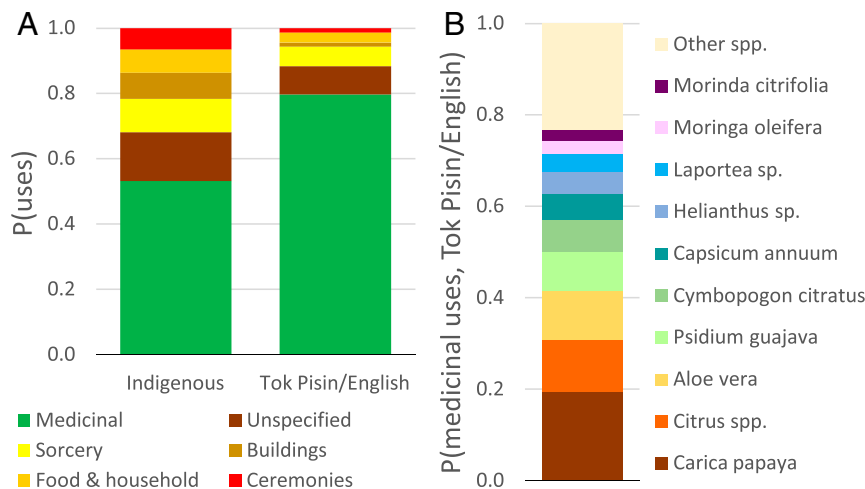 A
P(uses)
1.0
0.8
0.6
0.4
0.2
0.0
Indigenous
Tok Pisin/English
Medicinal
Unspecified
Sorcery
Buildings
Food & household
Ceremonies
B
P(medicinal uses, Tok Pisin/English)
1.0
0.8
0.6
0.4
0.2
0.0
Other spp.
Morinda citrifolia
Moringa oleifera
Laportea sp.
Helianthus sp.
Capsicum annuum
Cymbopogon citratus
Psidium guajava
Aloe vera
Citrus spp.
Carica papaya